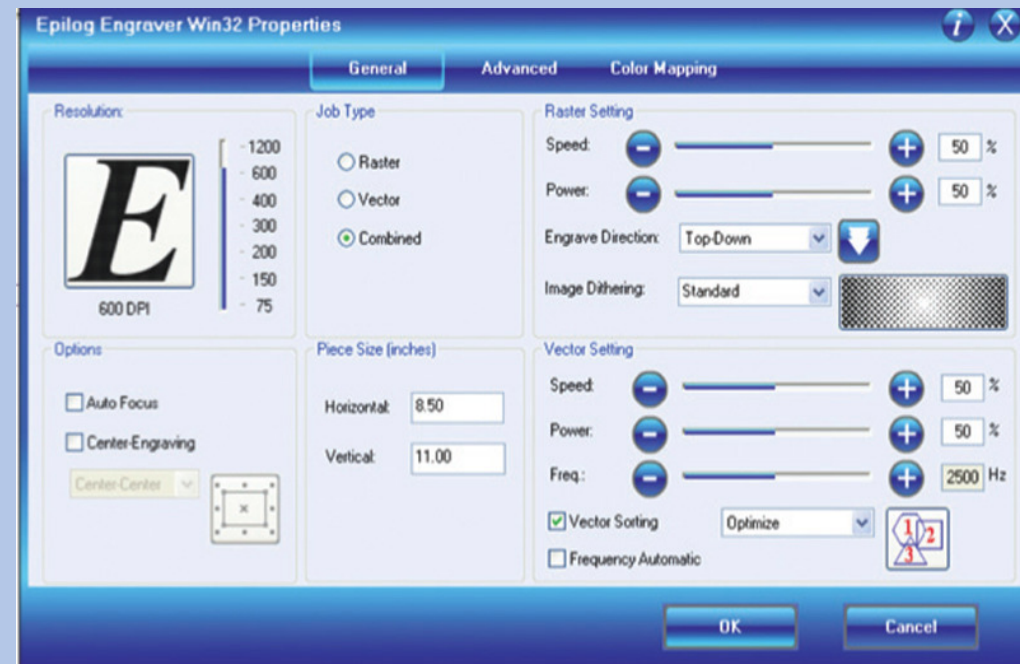 Epilog Engraver Win32 Properties
i X
General Advanced Color Mapping
Resolution:
E
600 DPI
- 1200
- 600
- 400
- 300
- 200
- 150
- 75
Job Type
Raster
Vector
Combined
Raster Setting
Speed: - + 50 %
Power: - + 50 %
Engrave Direction: Top-Down
Image Dithering: Standard
Options
Auto Focus
Center-Engraving
Center-Center
Piece Size (inches)
Horizontal: 8.50
Vertical: 11.00
Vector Setting
Speed: - + 50 %
Power: - + 50 %
Freq.: - + 2500 Hz
Vector Sorting Optimize
1 2
3
Frequency Automatic
OK Cancel